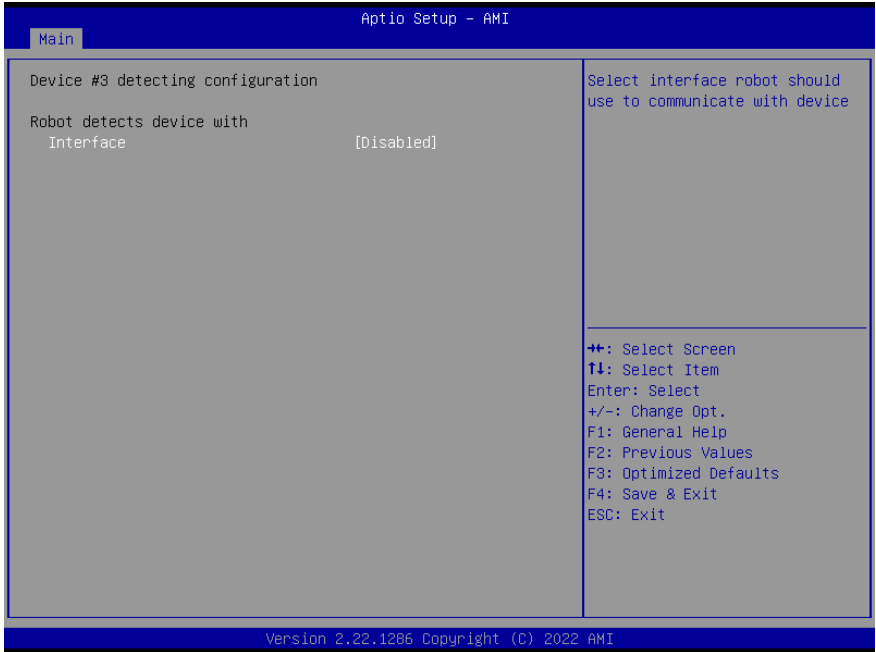 Aptio Setup – AMI
Main
Device #3 detecting configuration
Robot detects device with
Interface [Disabled]
Select interface robot should
use to communicate with device
→←: Select Screen
↑↓: Select Item
Enter: Select
+/-: Change Opt.
F1: General Help
F2: Previous Values
F3: Optimized Defaults
F4: Save & Exit
ESC: Exit
Version 2.22.1286 Copyright (C) 2022 AMI